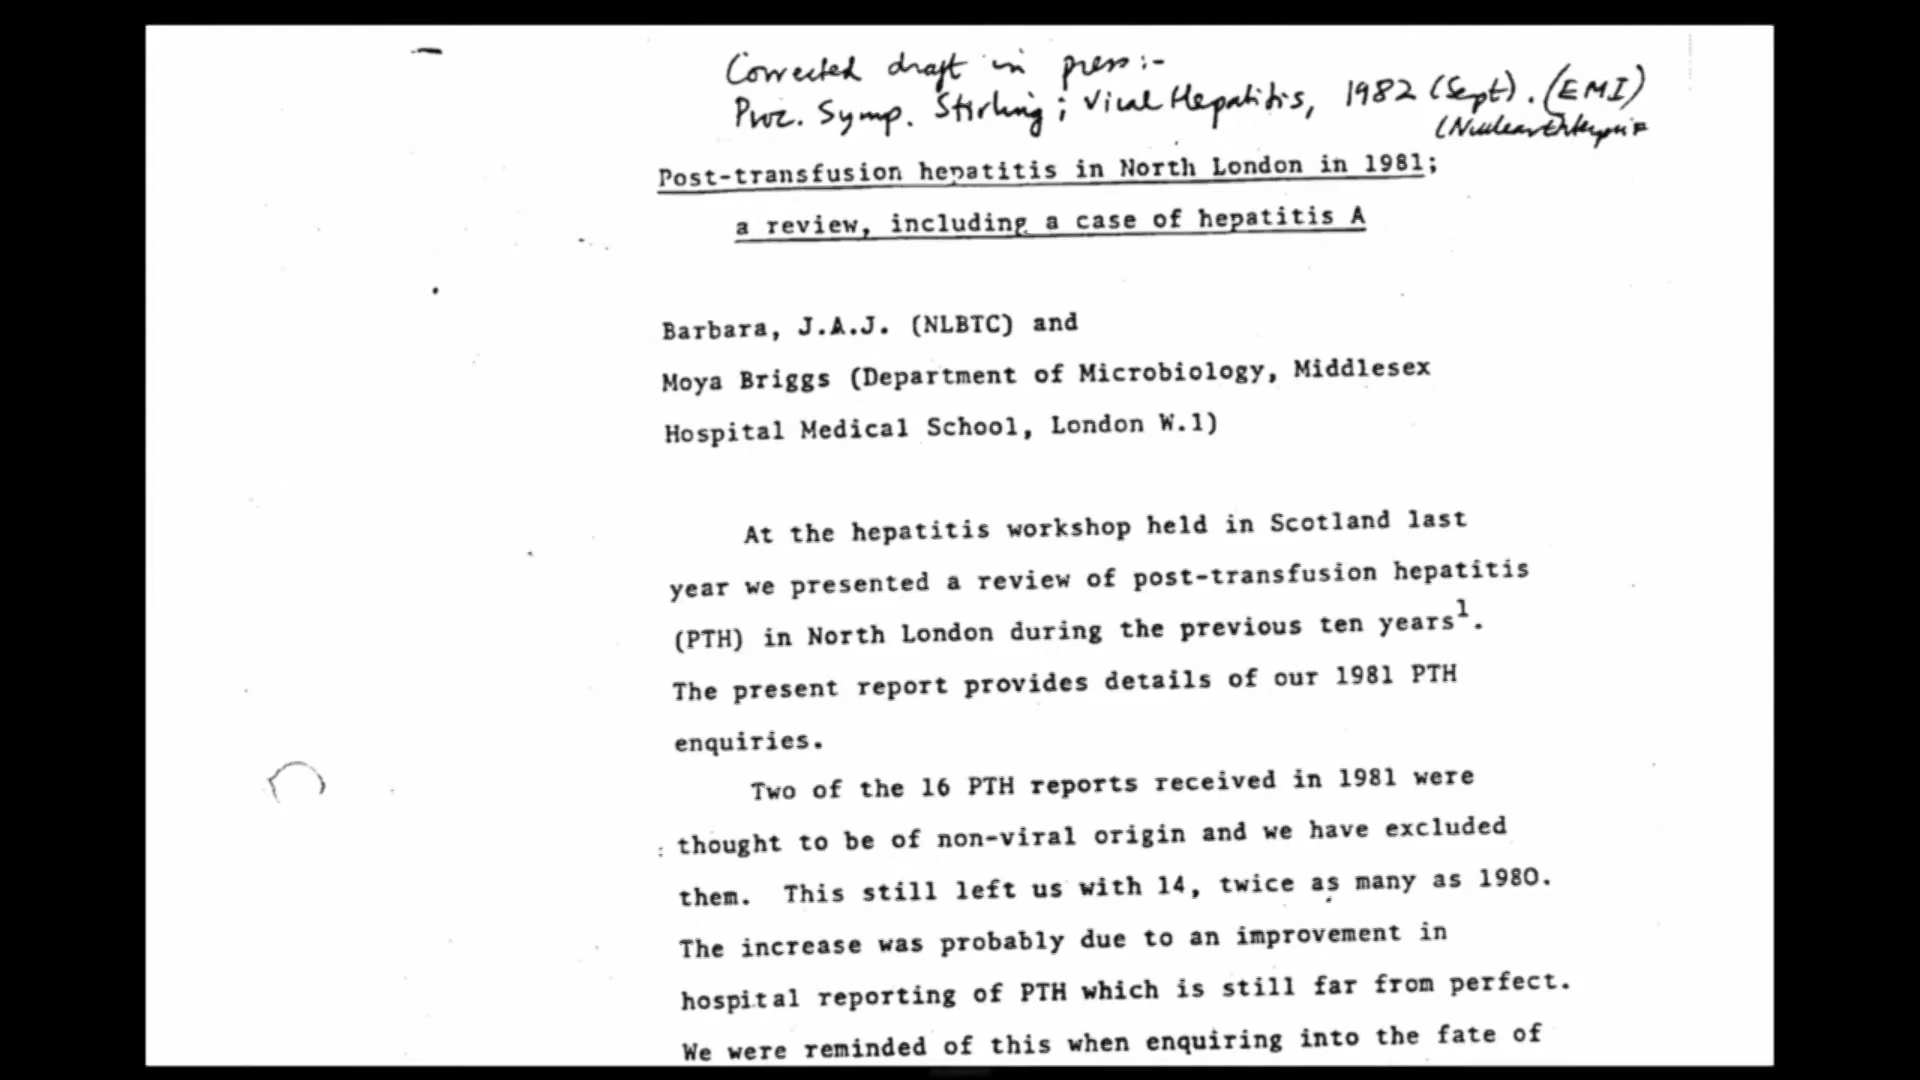 Corrected draft in press:-
Proc. Symp. Stirling; Viral Hepatitis, 1982 (Sept). (EMI)
Post-transfusion hepatitis in North London in 1981;
a review, including a case of hepatitis A
Barbara, J.A.J. (NLBTC) and
Moya Briggs (Department of Microbiology, Middlesex
Hospital Medical School, London W.1)
At the hepatitis workshop held in Scotland last
year we presented a review of post-transfusion hepatitis
(PTH) in North London during the previous ten years1.
The present report provides details of our 1981 PTH
enquiries.
Two of the 16 PTH reports received in 1981 were
thought to be of non-viral origin and we have excluded
them. This still left us with 14, twice as many as 1980.
The increase was probably due to an improvement in
hospital reporting of PTH which is still far from perfect.
We were reminded of this when enquiring into the fate of